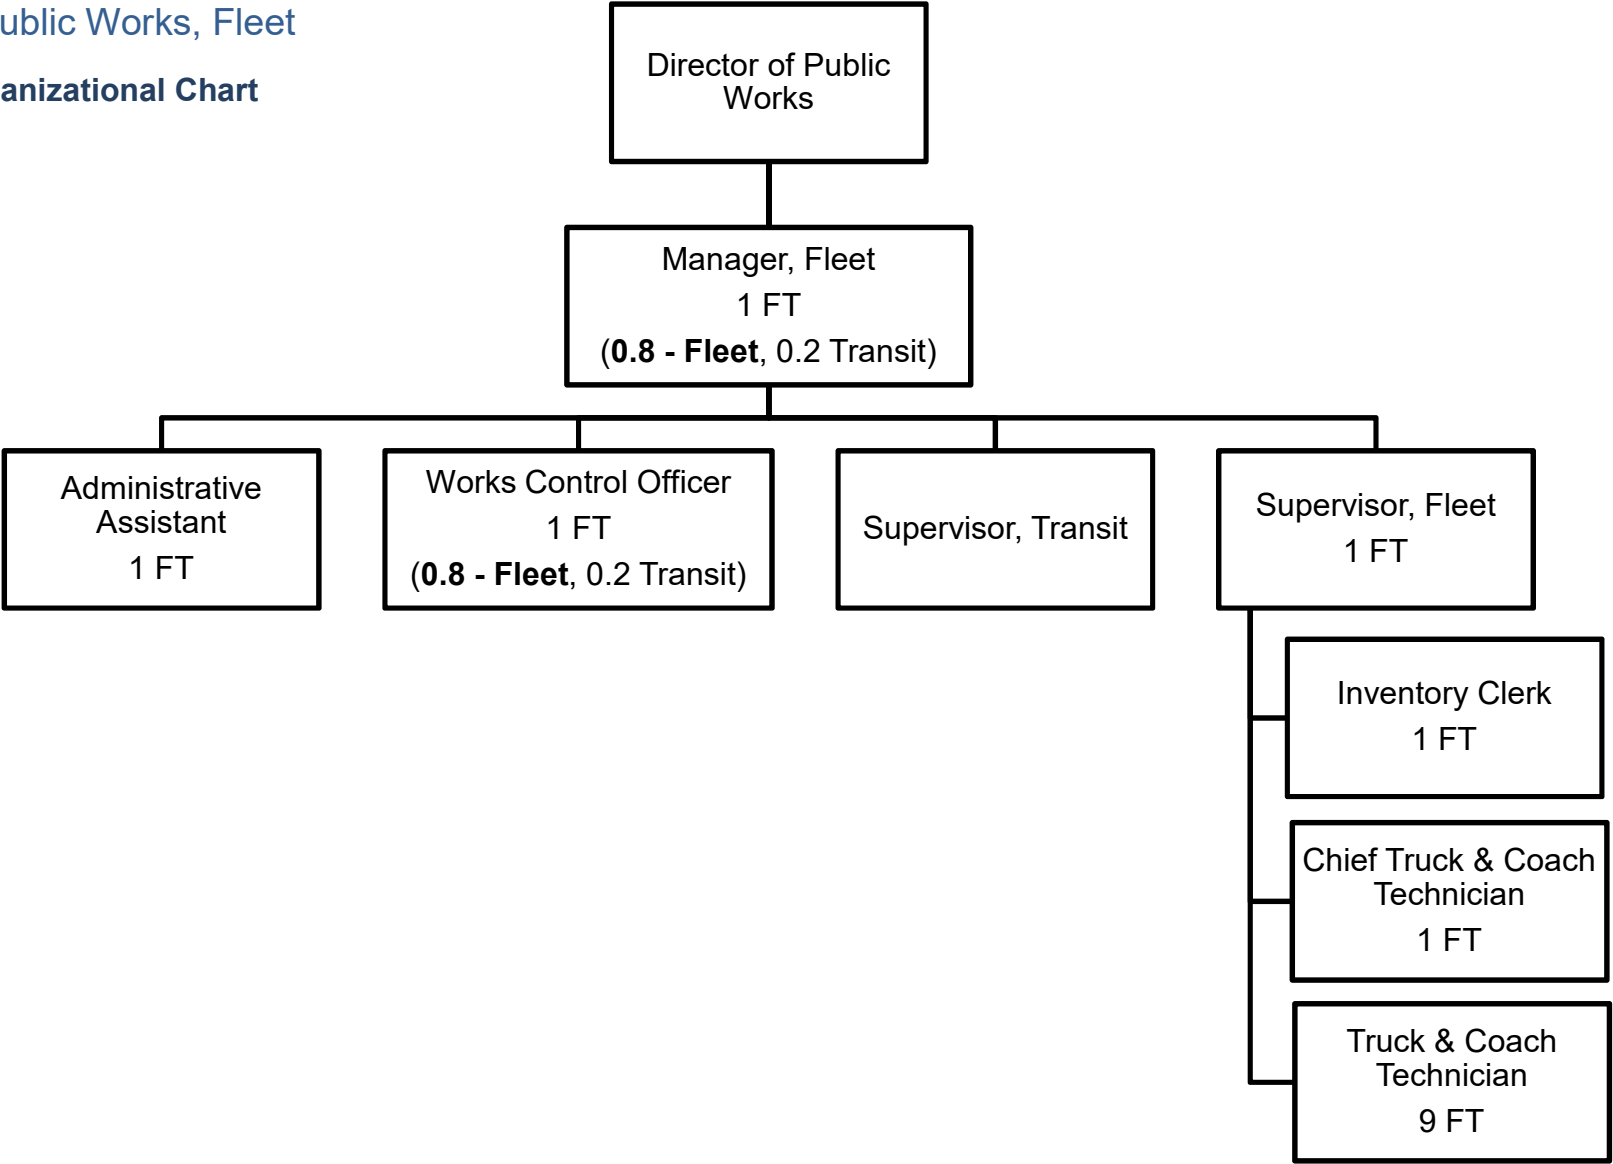 ublic Works, Fleet
anizational Chart
Director of Public
Works
Manager, Fleet
1 FT
(0.8 - Fleet, 0.2 Transit)
Administrative
Assistant
1 FT
Works Control Officer
1 FT
(0.8 - Fleet, 0.2 Transit)
Supervisor, Transit
Supervisor, Fleet
1 FT
Inventory Clerk
1 FT
Chief Truck & Coach
Technician
1 FT
Truck & Coach
Technician
9 FT